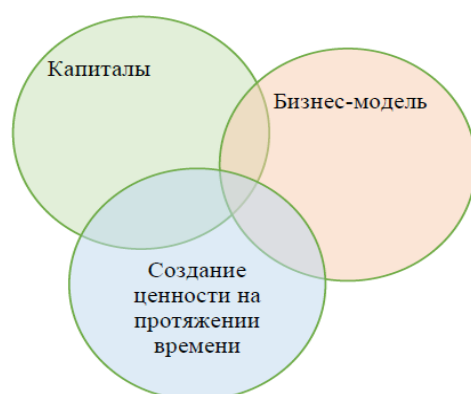 Капиталы
Бизнес-модель
Создание
ценности на
протяжении
времени